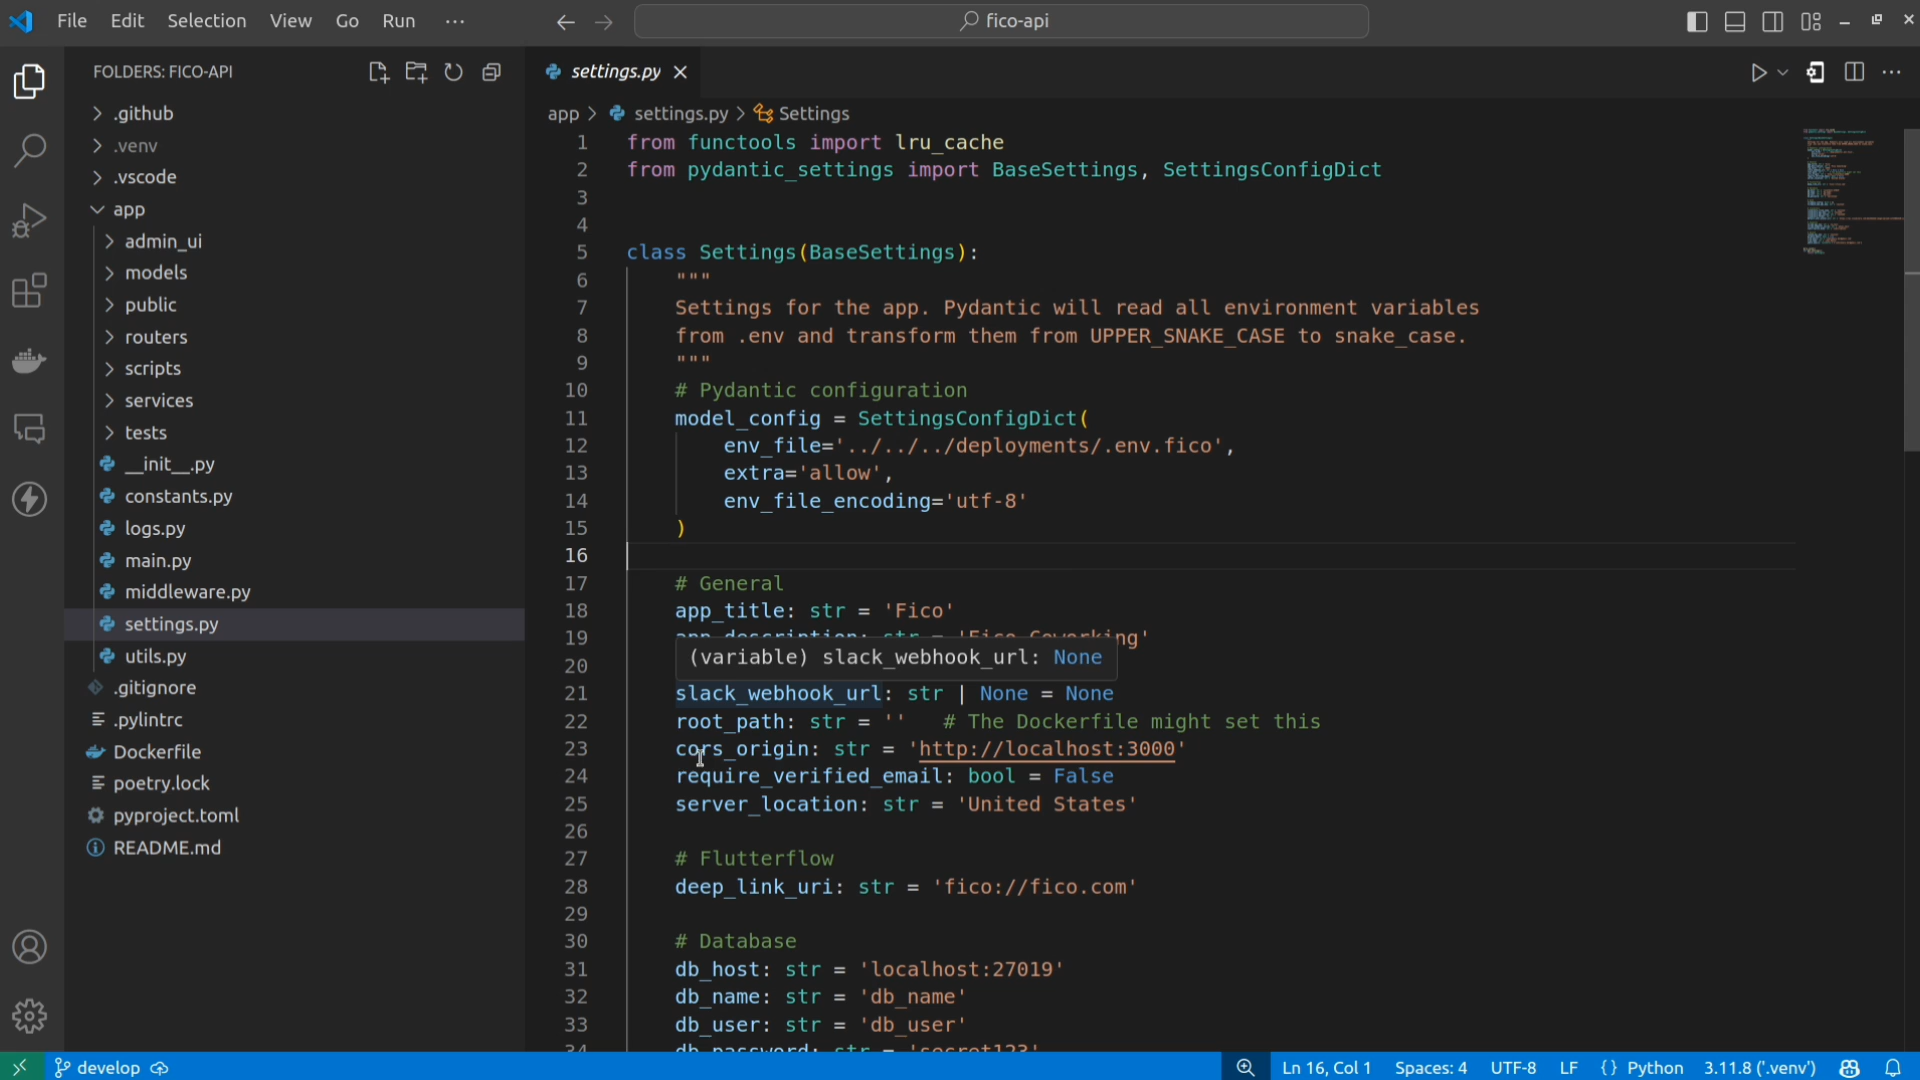 File Edit Selection View Go Run ···
fico-api
FOLDERS: FICO-API
.github
.venv
.vscode
app
admin_ui
models
public
routers
scripts
services
tests
__init__.py
constants.py
logs.py
main.py
middleware.py
settings.py
utils.py
.gitignore
.pylintrc
Dockerfile
poetry.lock
pyproject.toml
README.md
settings.py
app > settings.py > Settings
1 from functools import lru_cache
2 from pydantic_settings import BaseSettings, SettingsConfigDict
3
4
5 class Settings(BaseSettings):
6 """
7 Settings for the app. Pydantic will read all environment variables
8 from .env and transform them from UPPER_SNAKE_CASE to snake_case.
9 """
10 # Pydantic configuration
11 model_config = SettingsConfigDict(
12 env_file='../../../deployments/.env.fico',
13 extra='allow',
14 env_file_encoding='utf-8'
15 )
16
17 # General
18 app_title: str = 'Fico'
19 app_description: str = 'Fico Coworking'
(variable) slack_webhook_url: None
20
21 slack_webhook_url: str | None = None
22 root_path: str = '' # The Dockerfile might set this
23 cors_origin: str = 'http://localhost:3000'
24 require_verified_email: bool = False
25 server_location: str = 'United States'
26
27 # Flutterflow
28 deep_link_uri: str = 'fico://fico.com'
29
30 # Database
31 db_host: str = 'localhost:27019'
32 db_name: str = 'db_name'
33 db_user: str = 'db_user'
34 db_password: str = 'secret123'
develop
Ln 16, Col 1 Spaces: 4 UTF-8 LF {} Python 3.11.8 ('.venv')